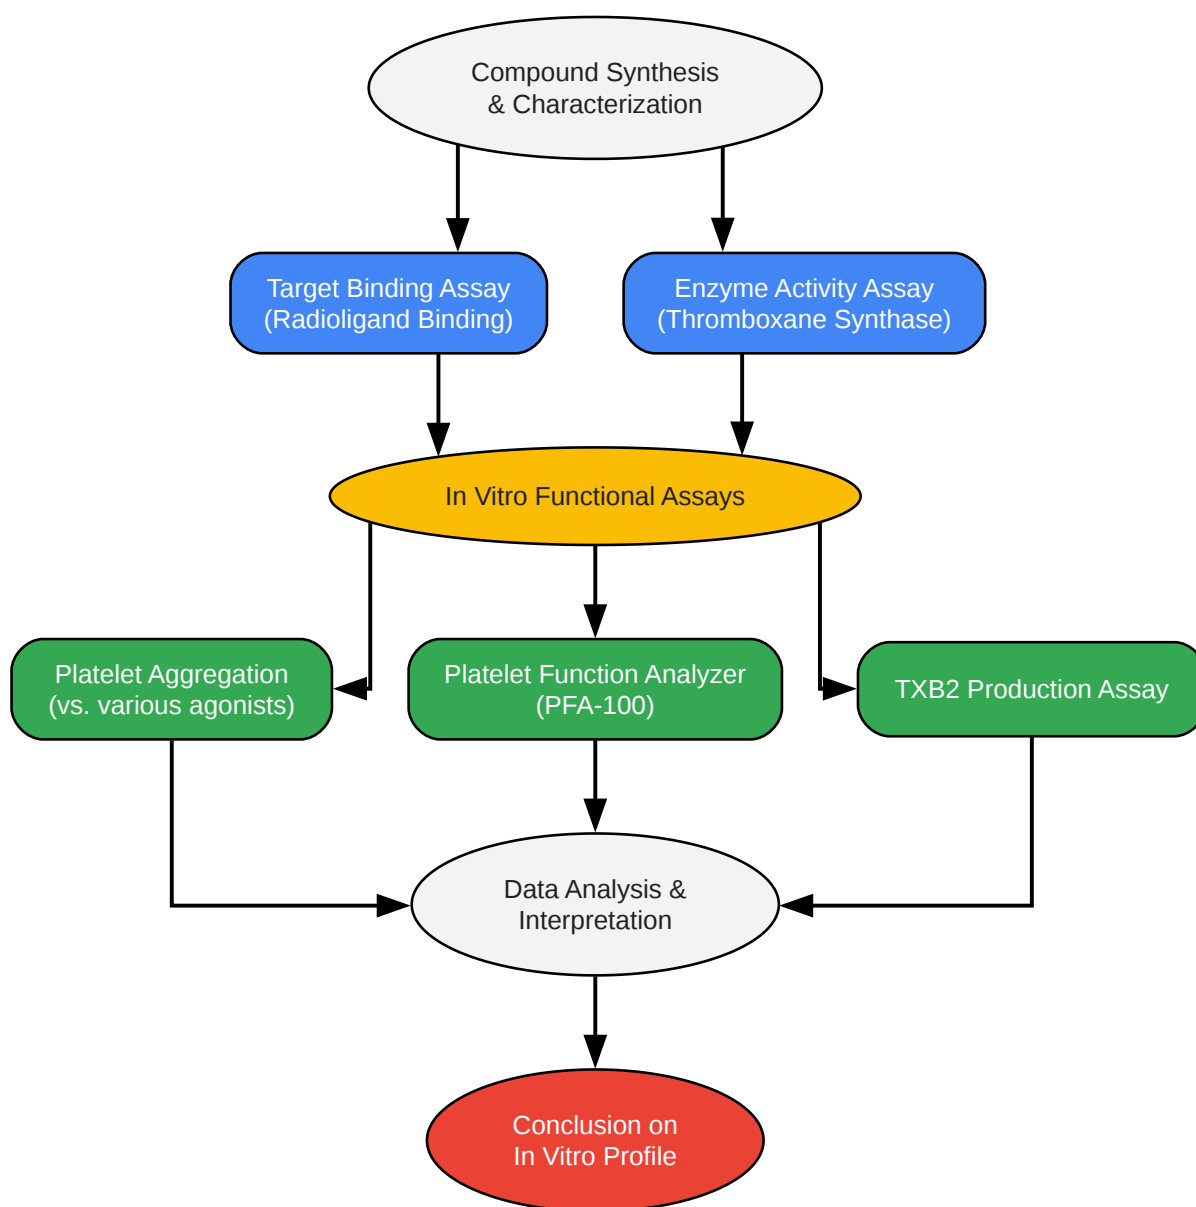 Compound Synthesis
& Characterization
Target Binding Assay
(Radioligand Binding)
Enzyme Activity Assay
(Thromboxane Synthase)
In Vitro Functional Assays
Platelet Aggregation
(vs. various agonists)
Platelet Function Analyzer
(PFA-100)
TXB2 Production Assay
Data Analysis &
Interpretation
Conclusion on
In Vitro Profile